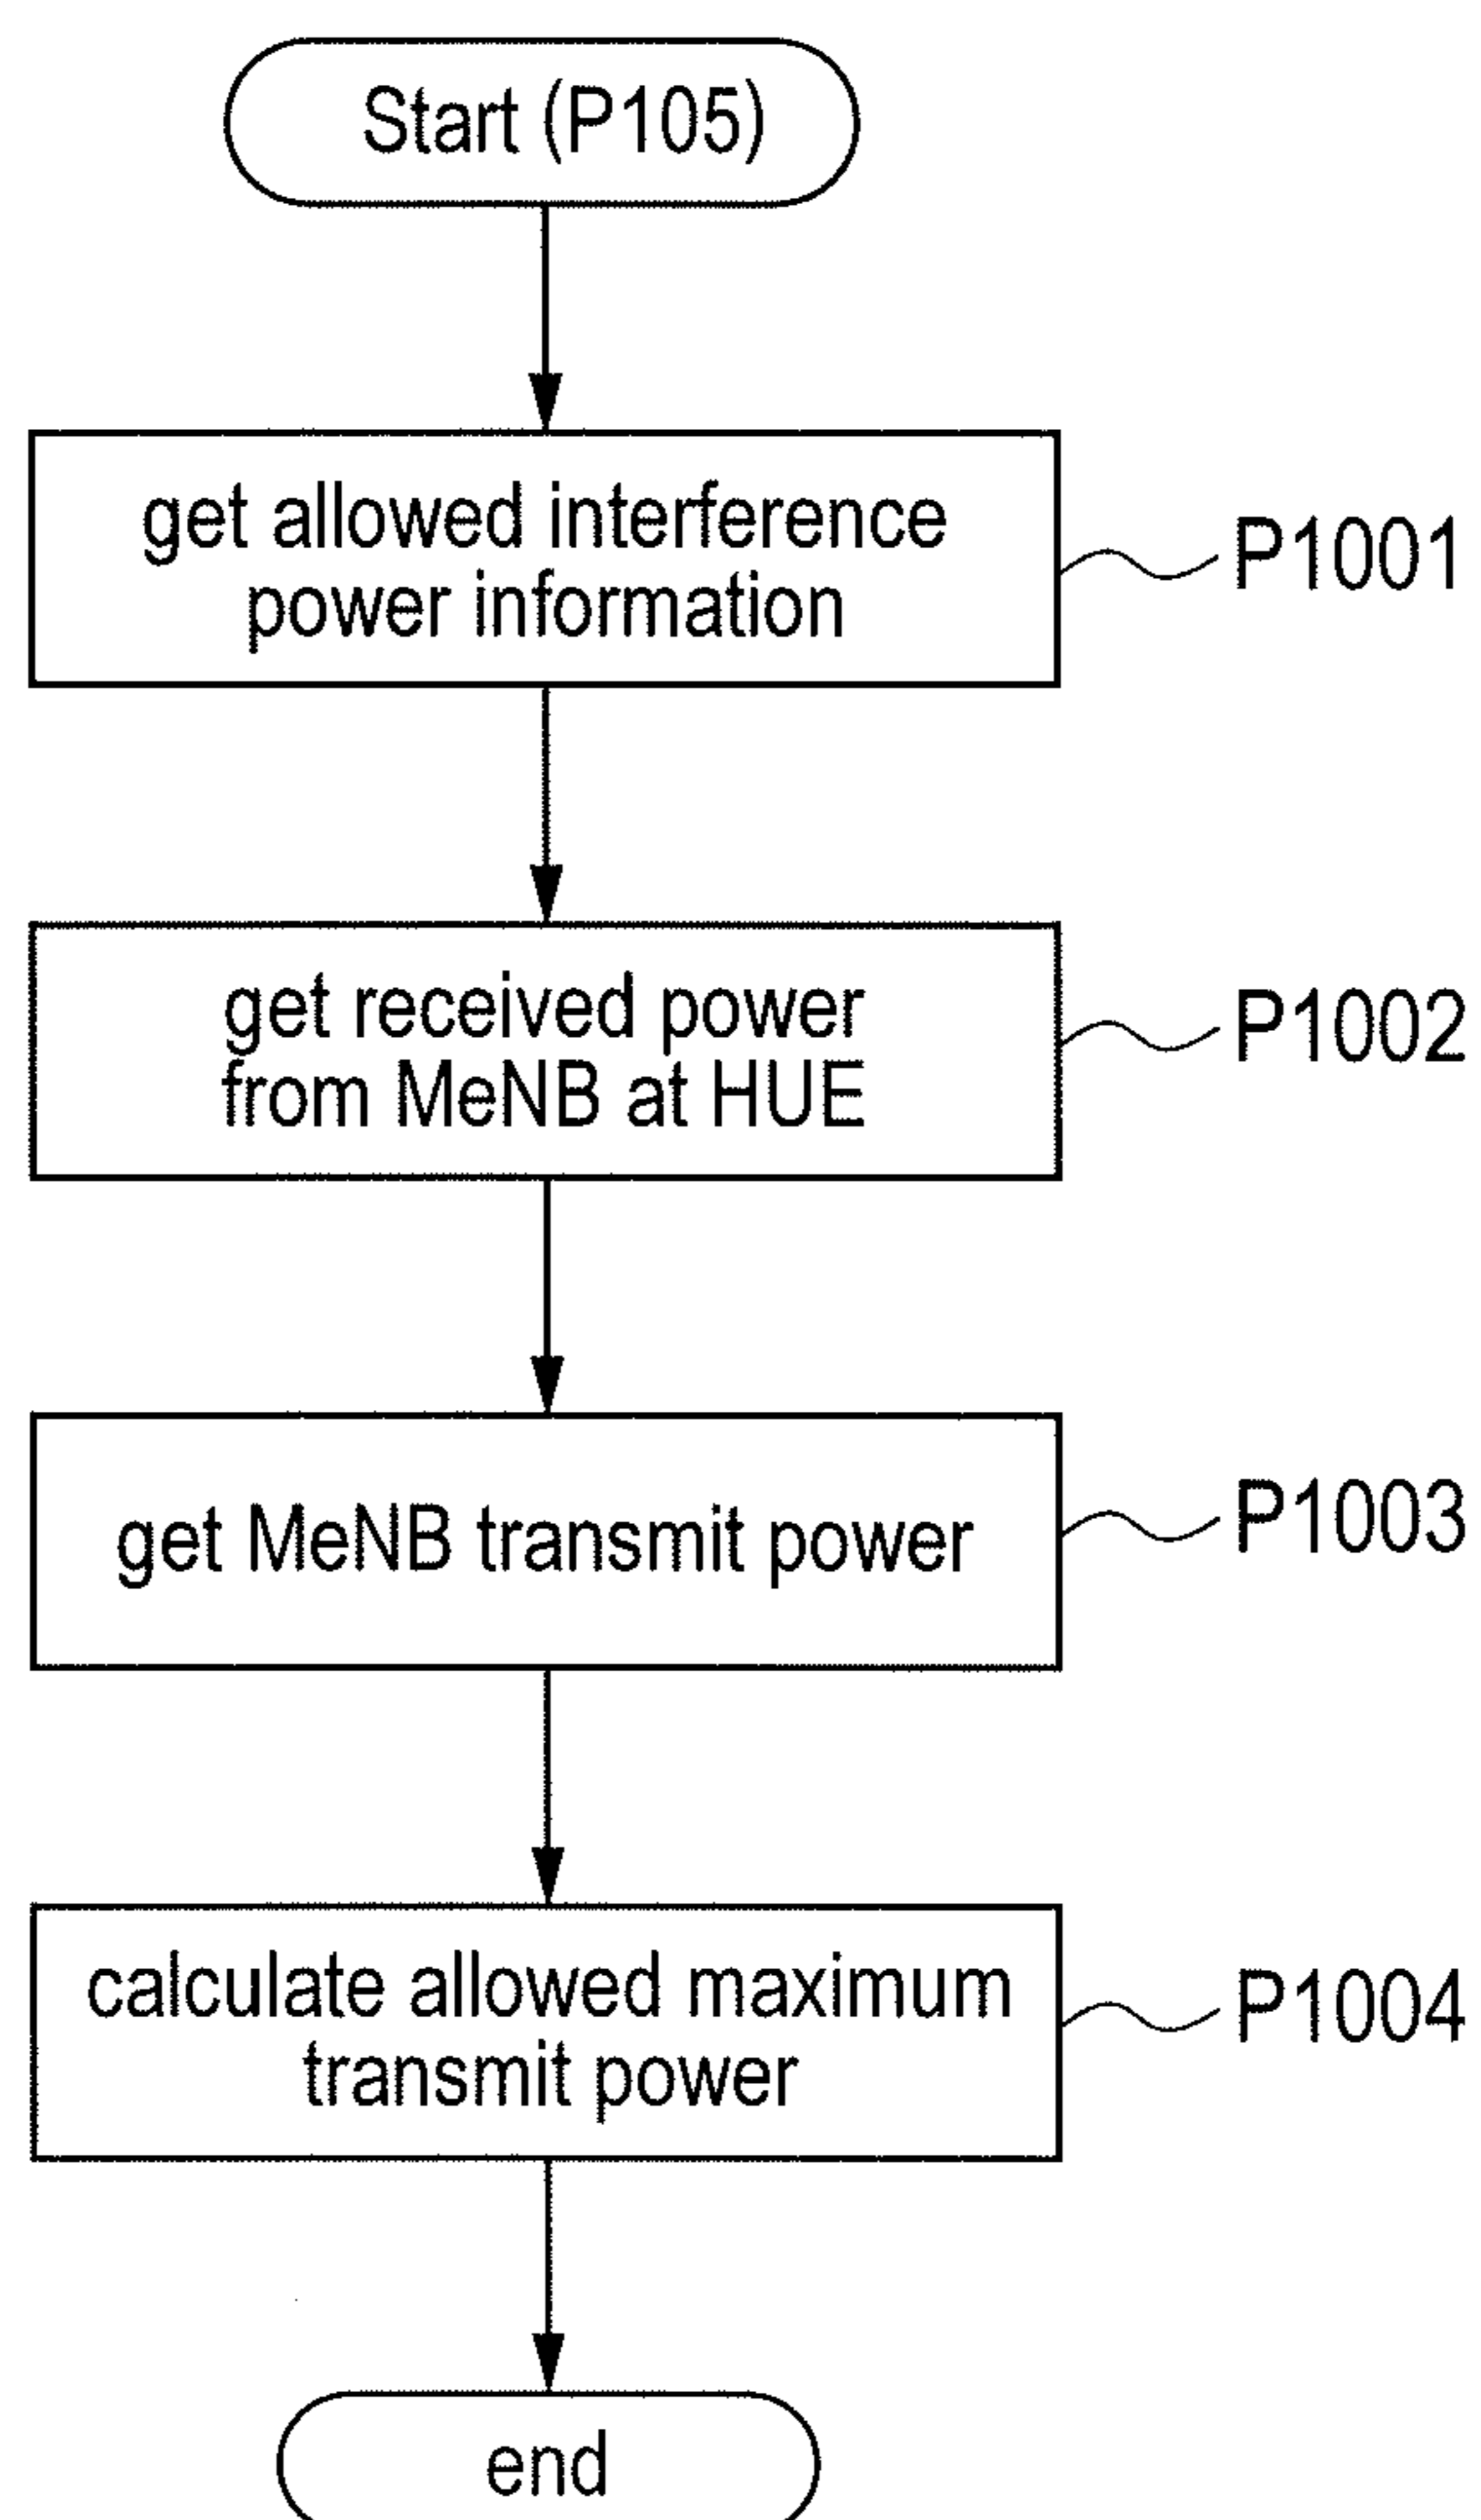 Start (P105)
get allowed interference
power information
P1001
get received power
from MeNB at HUE
P1002
get MeNB transmit power
P1003
calculate allowed maximum
transmit power
P1004
end